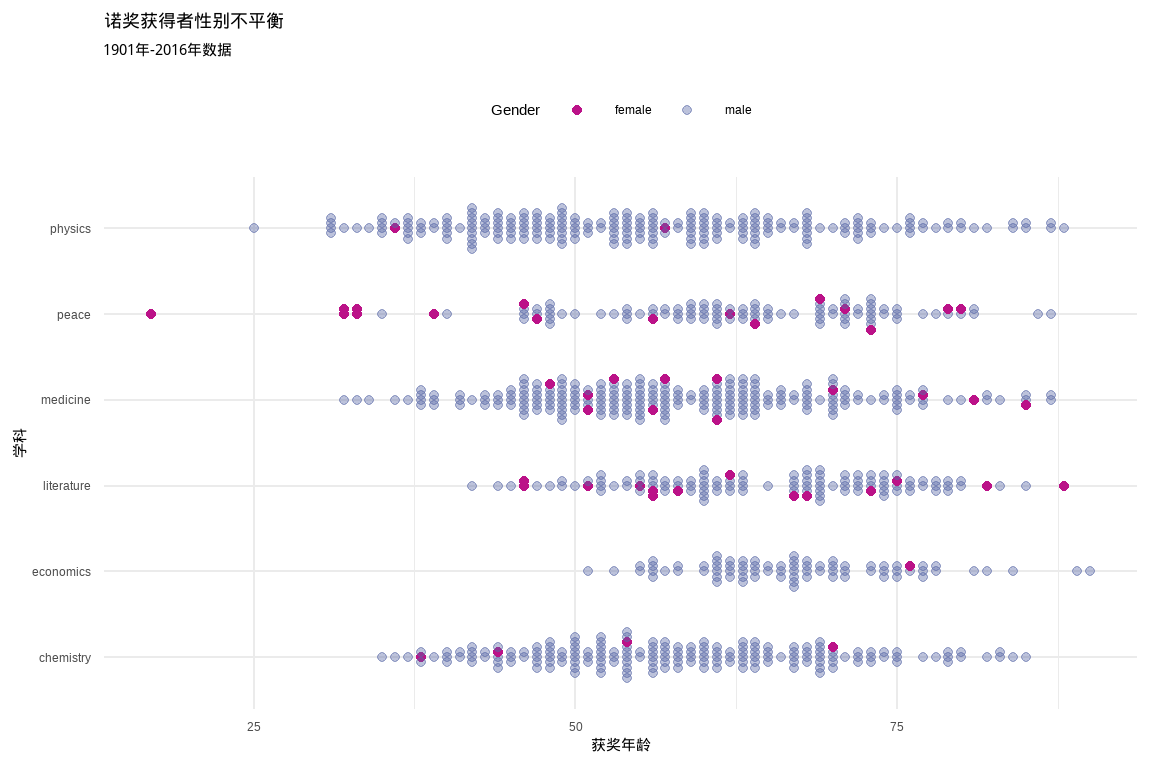 诺奖获得者性别不平衡
1901年-2016年数据
Gender female male
physics
peace
medicine
literature
economics
chemistry
学科
25 50 75
获奖年龄